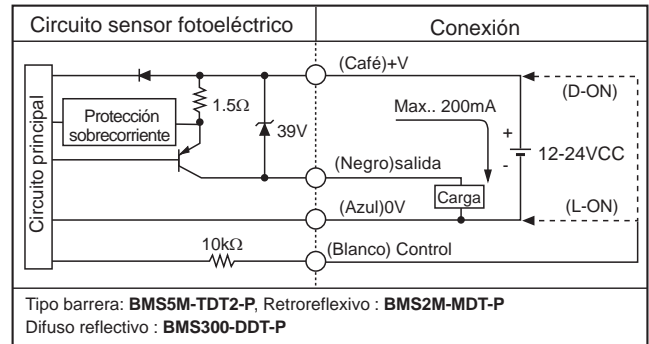 Circuito sensor fotoeléctrico
Conexión
Circuito principal
Protección
sobrecorriente
1.5Ω
39V
10kΩ
(Café)+V
Max.. 200mA
(D-ON)
+
-
12-24VCC
(Negro)salida
Carga
(Azul)0V
(L-ON)
(Blanco) Control
Tipo barrera: BMS5M-TDT2-P, Retroreflexivo : BMS2M-MDT-P
Difuso reflectivo : BMS300-DDT-P